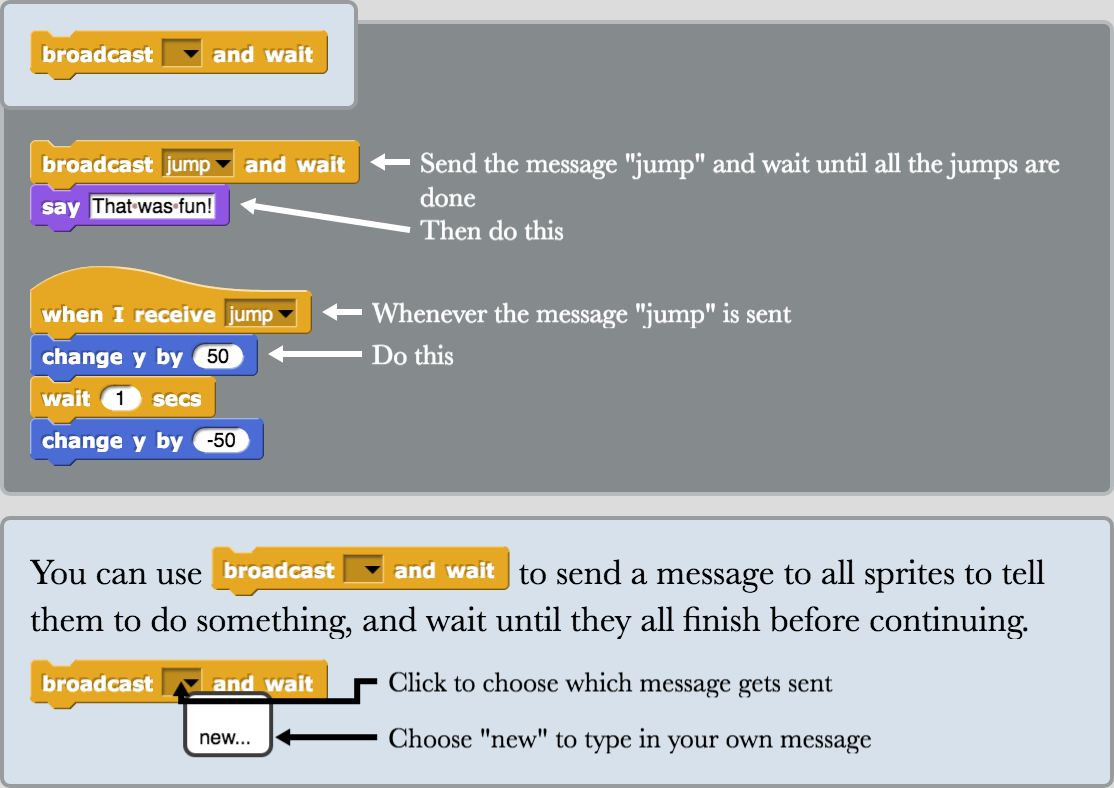 broadcast and wait
broadcast jump and wait
Send the message "jump" and wait until all the jumps are
done
say That was fun!
Then do this
when I receive jump
Whenever the message "jump" is sent
change y by 50
Do this
wait 1 secs
change y by -50
You can use broadcast and wait to send a message to all sprites to tell
them to do something, and wait until they all finish before continuing.
broadcast and wait
Click to choose which message gets sent
new...
Choose "new" to type in your own message